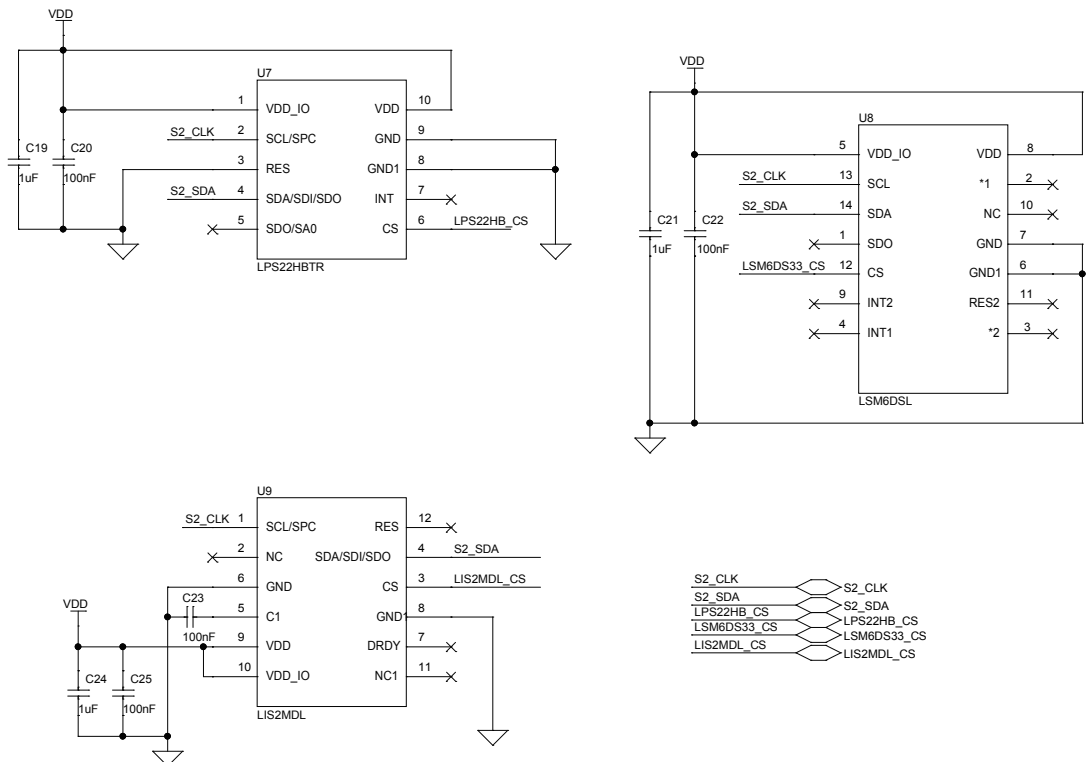 VDD
U7
1 VDD_IO VDD 10
S2_CLK 2 SCL/SPC GND 9
C19 C20 3 RES GND1 8
1uF 100nF
S2_SDA 4 SDA/SDI/SDO INT 7
5 SDO/SA0 CS 6 LPS22HB_CS
LPS22HBTR
VDD
U8
5 VDD_IO VDD 8
S2_CLK 13 SCL *1 2
S2_SDA 14 SDA NC 10
C21 C22
1uF 100nF
1 SDO GND 7
LSM6DS33_CS 12 CS GND1 6
9 INT2 RES2 11
4 INT1 *2 3
LSM6DSL
U9
S2_CLK 1 SCL/SPC RES 12
2 NC SDA/SDI/SDO 4 S2_SDA
6 GND CS 3 LIS2MDL_CS
C23
100nF
5 C1 GND1 8
VDD
9 VDD DRDY 7
10 VDD_IO NC1 11
C24 C25
1uF 100nF
LIS2MDL
S2_CLK S2_CLK
S2_SDA S2_SDA
LPS22HB_CS LPS22HB_CS
LSM6DS33_CS LSM6DS33_CS
LIS2MDL_CS LIS2MDL_CS